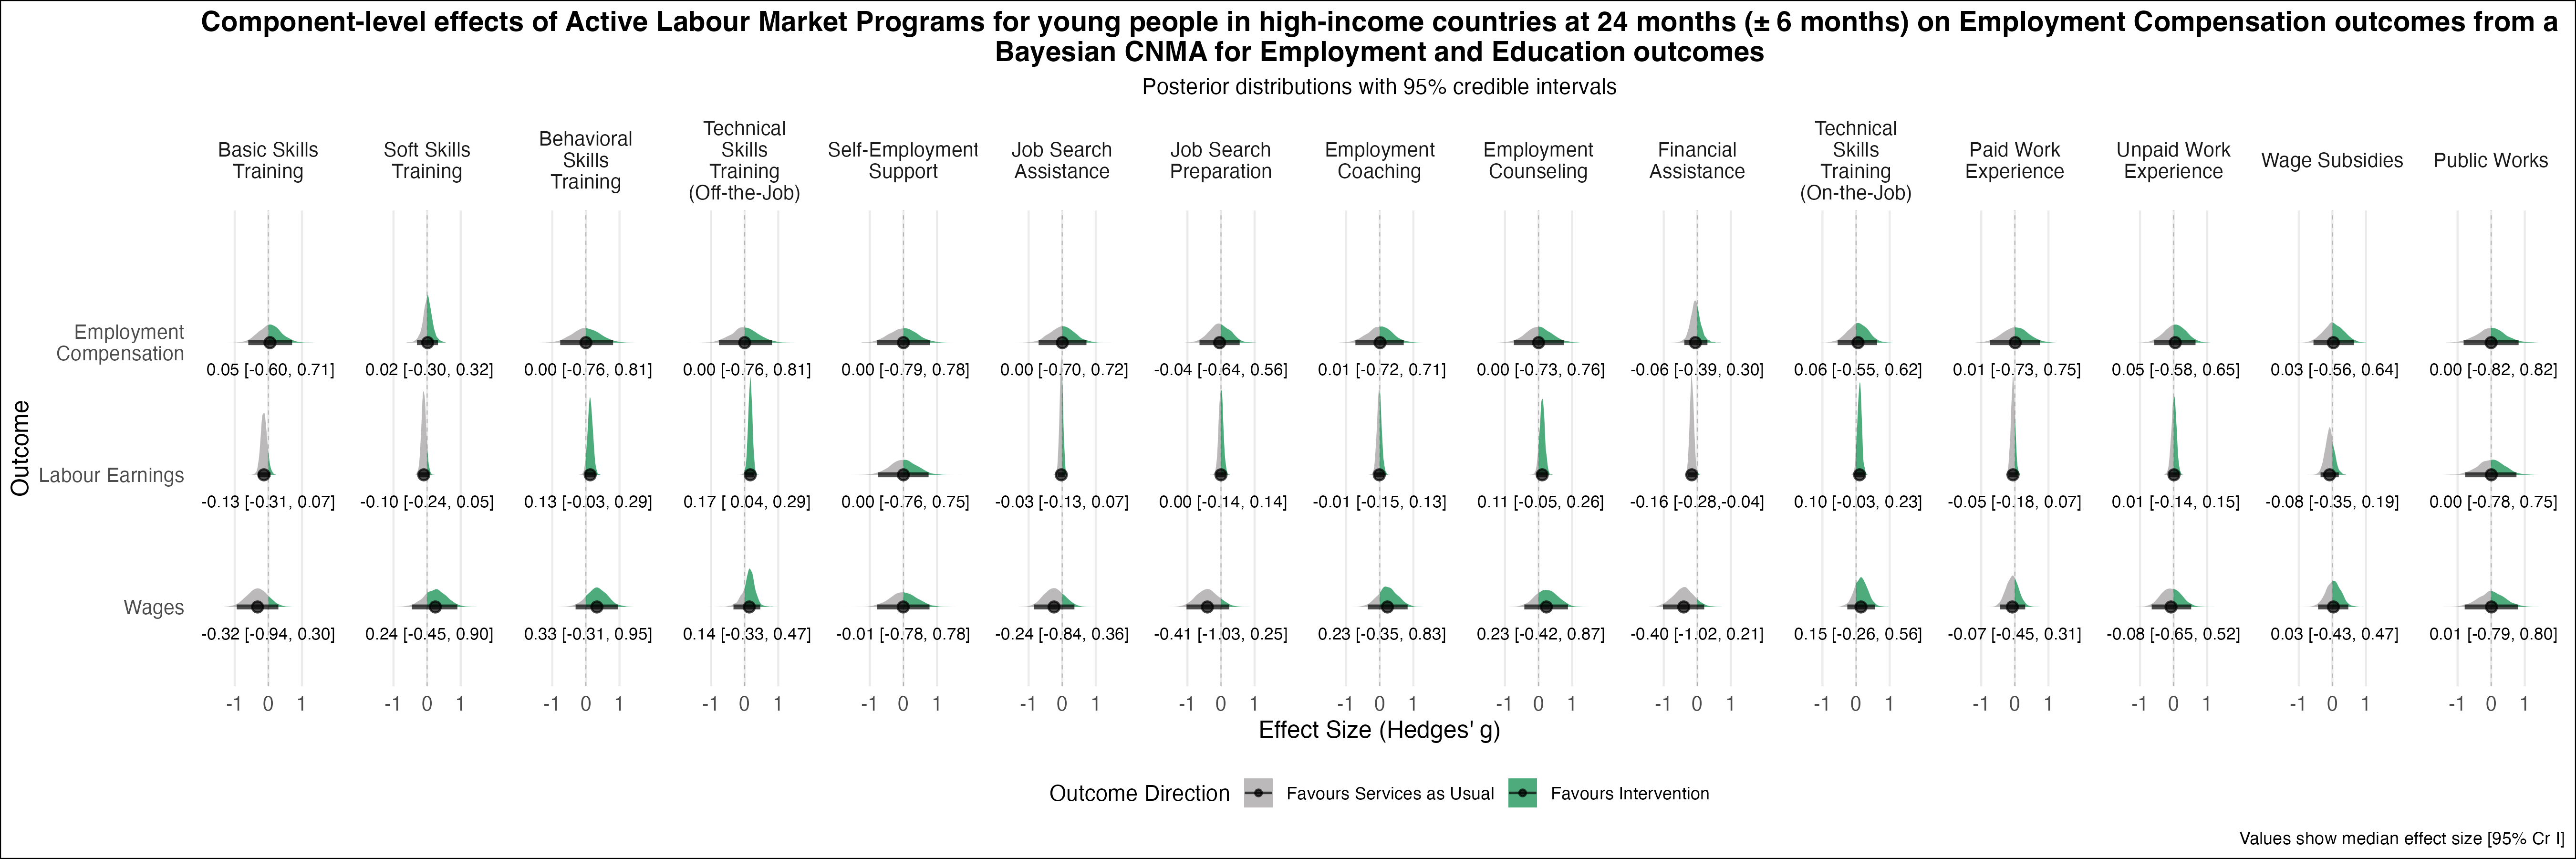 Component-level effects of Active Labour Market Programs for young people in high-income countries at 24 months (± 6 months) on Employment Compensation outcomes from a
Bayesian CNMA for Employment and Education outcomes
Posterior distributions with 95% credible intervals
Basic Skills
Training
Soft Skills
Training
Behavioral
Skills
Training
Technical
Skills
Training
(Off-the-Job)
Self-Employment
Support
Job Search
Assistance
Job Search
Preparation
Employment
Coaching
Employment
Counseling
Financial
Assistance
Technical
Skills
Training
(On-the-Job)
Paid Work
Experience
Unpaid Work
Experience
Wage Subsidies
Public Works
Outcome
Employment
Compensation
0.05 [-0.60, 0.71] 0.02 [-0.30, 0.32] 0.00 [-0.76, 0.81] 0.00 [-0.76, 0.81] 0.00 [-0.79, 0.78] 0.00 [-0.70, 0.72] -0.04 [-0.64, 0.56] 0.01 [-0.72, 0.71] 0.00 [-0.73, 0.76] -0.06 [-0.39, 0.30] 0.06 [-0.55, 0.62] 0.01 [-0.73, 0.75] 0.05 [-0.58, 0.65] 0.03 [-0.56, 0.64] 0.00 [-0.82, 0.82]
Labour Earnings
-0.13 [-0.31, 0.07] -0.10 [-0.24, 0.05] 0.13 [-0.03, 0.29] 0.17 [ 0.04, 0.29] 0.00 [-0.76, 0.75] -0.03 [-0.13, 0.07] 0.00 [-0.14, 0.14] -0.01 [-0.15, 0.13] 0.11 [-0.05, 0.26] -0.16 [-0.28,-0.04] 0.10 [-0.03, 0.23] -0.05 [-0.18, 0.07] 0.01 [-0.14, 0.15] -0.08 [-0.35, 0.19] 0.00 [-0.78, 0.75]
Wages
-0.32 [-0.94, 0.30] 0.24 [-0.45, 0.90] 0.33 [-0.31, 0.95] 0.14 [-0.33, 0.47] -0.01 [-0.78, 0.78] -0.24 [-0.84, 0.36] -0.41 [-1.03, 0.25] 0.23 [-0.35, 0.83] 0.23 [-0.42, 0.87] -0.40 [-1.02, 0.21] 0.15 [-0.26, 0.56] -0.07 [-0.45, 0.31] -0.08 [-0.65, 0.52] 0.03 [-0.43, 0.47] 0.01 [-0.79, 0.80]
-1 0 1 -1 0 1 -1 0 1 -1 0 1 -1 0 1 -1 0 1 -1 0 1 -1 0 1 -1 0 1 -1 0 1 -1 0 1 -1 0 1 -1 0 1 -1 0 1 -1 0 1
Effect Size (Hedges' g)
Outcome Direction Favours Services as Usual Favours Intervention
Values show median effect size [95% Cr I]